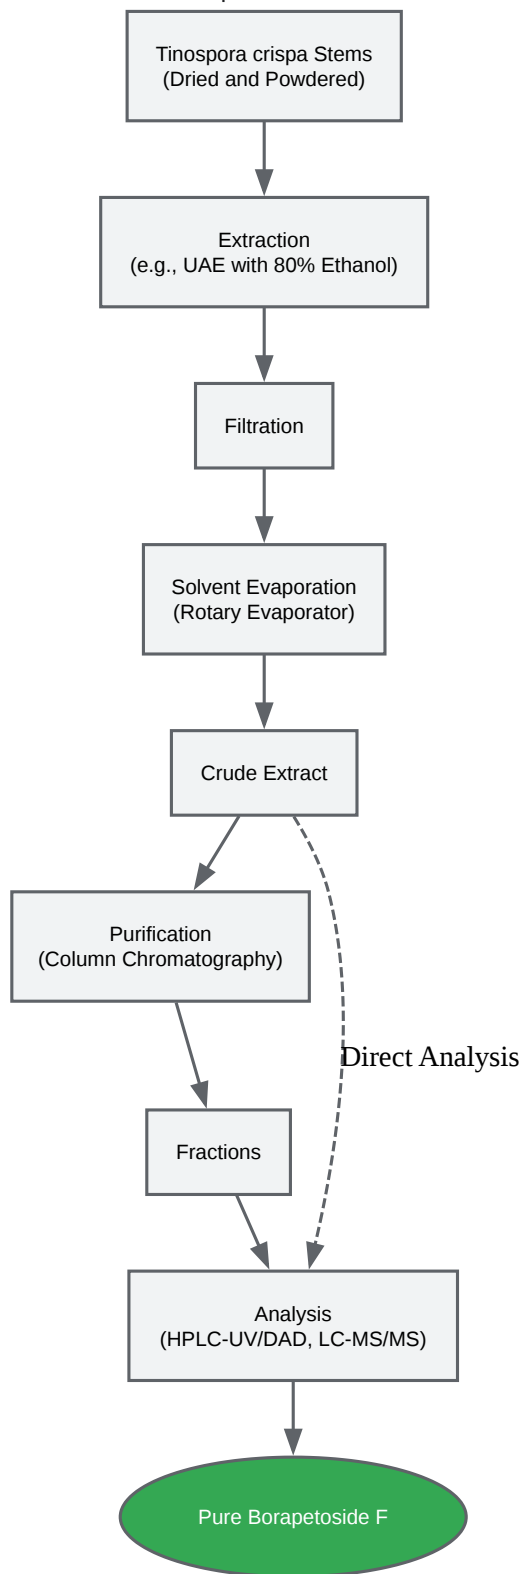 Tinospora crispa Stems
(Dried and Powdered)
Extraction
(e.g., UAE with 80% Ethanol)
Filtration
Solvent Evaporation
(Rotary Evaporator)
Crude Extract
Purification
(Column Chromatography)
Direct Analysis
Fractions
Analysis
(HPLC-UV/DAD, LC-MS/MS)
Pure Borapetoside F